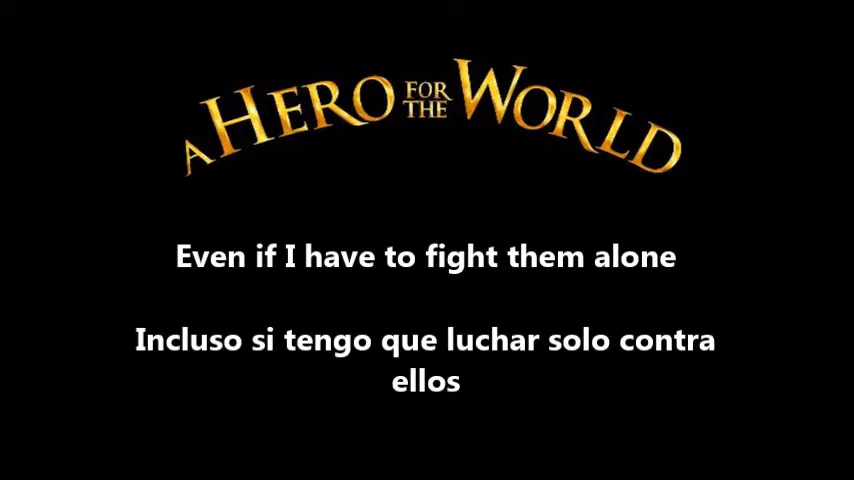 A HERO FOR THE WORLD
Even if I have to fight them alone
Incluso si tengo que luchar solo contra
ellos